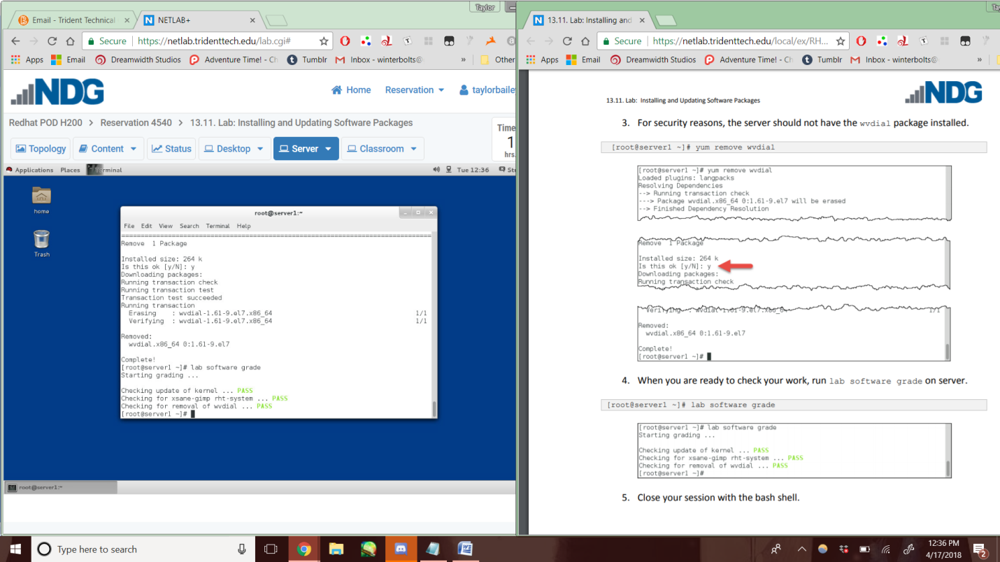 Taylor
Email - Trident Technical
NETLAB+
Secure
https://netlab.tridenttech.edu/lab.cgi#
Apps
Email
Dreamwidth Studios
Adventure Time! - Ch
Tumblr
Inbox - winterbolts@
»
Other
NDG
Home
Reservation
taylorbaile
Redhat POD H200 > Reservation 4540 > 13.11. Lab: Installing and Updating Software Packages
Time
1
hrs.
Topology
Content
Status
Desktop
Server
Classroom
Applications Places Terminal
Tue 12:36
home
Trash
root@server1:~
File Edit View Search Terminal Help
================================================================================
Remove 1 Package
Installed size: 264 k
Is this ok [y/N]: y
Downloading packages:
Running transaction check
Running transaction test
Transaction test succeeded
Running transaction
Erasing : wvdial-1.61-9.el7.x86_64 1/1
Verifying : wvdial-1.61-9.el7.x86_64 1/1
Removed:
wvdial.x86_64 0:1.61-9.el7
Complete!
[root@server1 ~]# lab software grade
Starting grading ...
Checking update of kernel ... PASS
Checking for xsane-gimp rht-system ... PASS
Checking for removal of wvdial ... PASS
[root@server1 ~]#
root@server1:~
13.11. Lab: Installing and
Secure
https://netlab.tridenttech.edu/local/ex/RH...
Apps
Email
Dreamwidth Studios
Adventure Time! - Ch
Tumblr
Inbox - winterbolts@
»
13.11. Lab: Installing and Updating Software Packages
NDG
3. For security reasons, the server should not have the wvdial package installed.
[root@server1 ~]# yum remove wvdial
[root@server1 ~]# yum remove wvdial
Loaded plugins: langpacks
Resolving Dependencies
--> Running transaction check
---> Package wvdial.x86_64 0:1.61-9.el7 will be erased
--> Finished Dependency Resolution
Remove 1 Package
Installed size: 264 k
Is this ok [y/N]: y
Downloading packages:
Running transaction check
Verifying : wvdial-1.61-9.el7.x86_64 1/1
Removed:
wvdial.x86_64 0:1.61-9.el7
Complete!
[root@server1 ~]#
4. When you are ready to check your work, run lab software grade on server.
[root@server1 ~]# lab software grade
[root@server1 ~]# lab software grade
Starting grading ...
Checking update of kernel ... PASS
Checking for xsane-gimp rht-system ... PASS
Checking for removal of wvdial ... PASS
[root@server1 ~]#
5. Close your session with the bash shell.
Type here to search
12:36 PM
4/17/2018
2